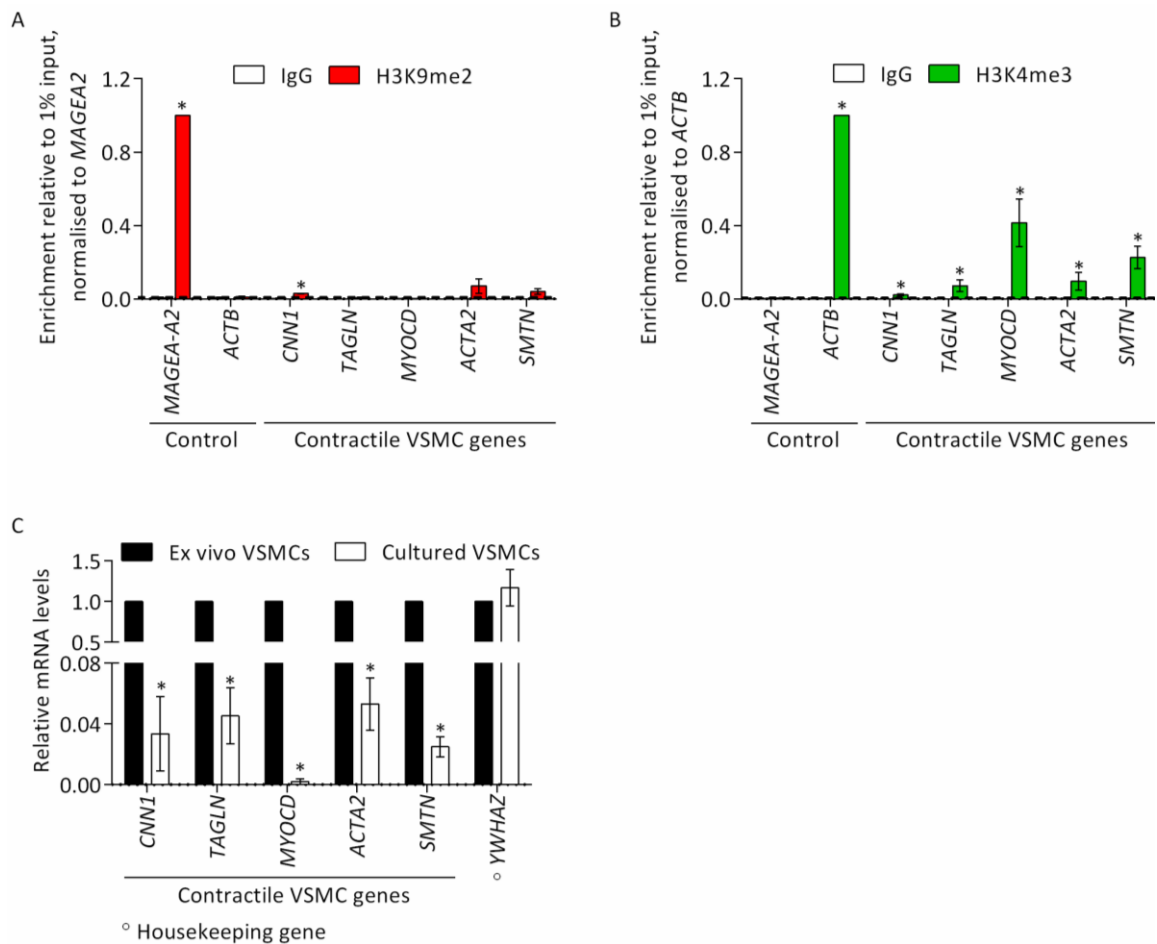 A
Enrichment relative to 1% input,
normalised to MAGEA2
IgG H3K9me2
1.2
0.8
0.4
0.0
*
*
MAGEA-A2
ACTB
CNN1
TAGLN
MYOCD
ACTA2
SMTN
Control
Contractile VSMC genes
B
Enrichment relative to 1% input,
normalised to ACTB
IgG H3K4me3
1.2
0.8
0.4
0.0
*
*
*
*
*
*
MAGEA-A2
ACTB
CNN1
TAGLN
MYOCD
ACTA2
SMTN
Control
Contractile VSMC genes
C
Relative mRNA levels
Ex vivo VSMCs Cultured VSMCs
1.5
1.0
0.5
0.08
0.04
0.00
*
*
*
*
*
CNN1
TAGLN
MYOCD
ACTA2
SMTN
YWHAZ
°
Contractile VSMC genes
° Housekeeping gene